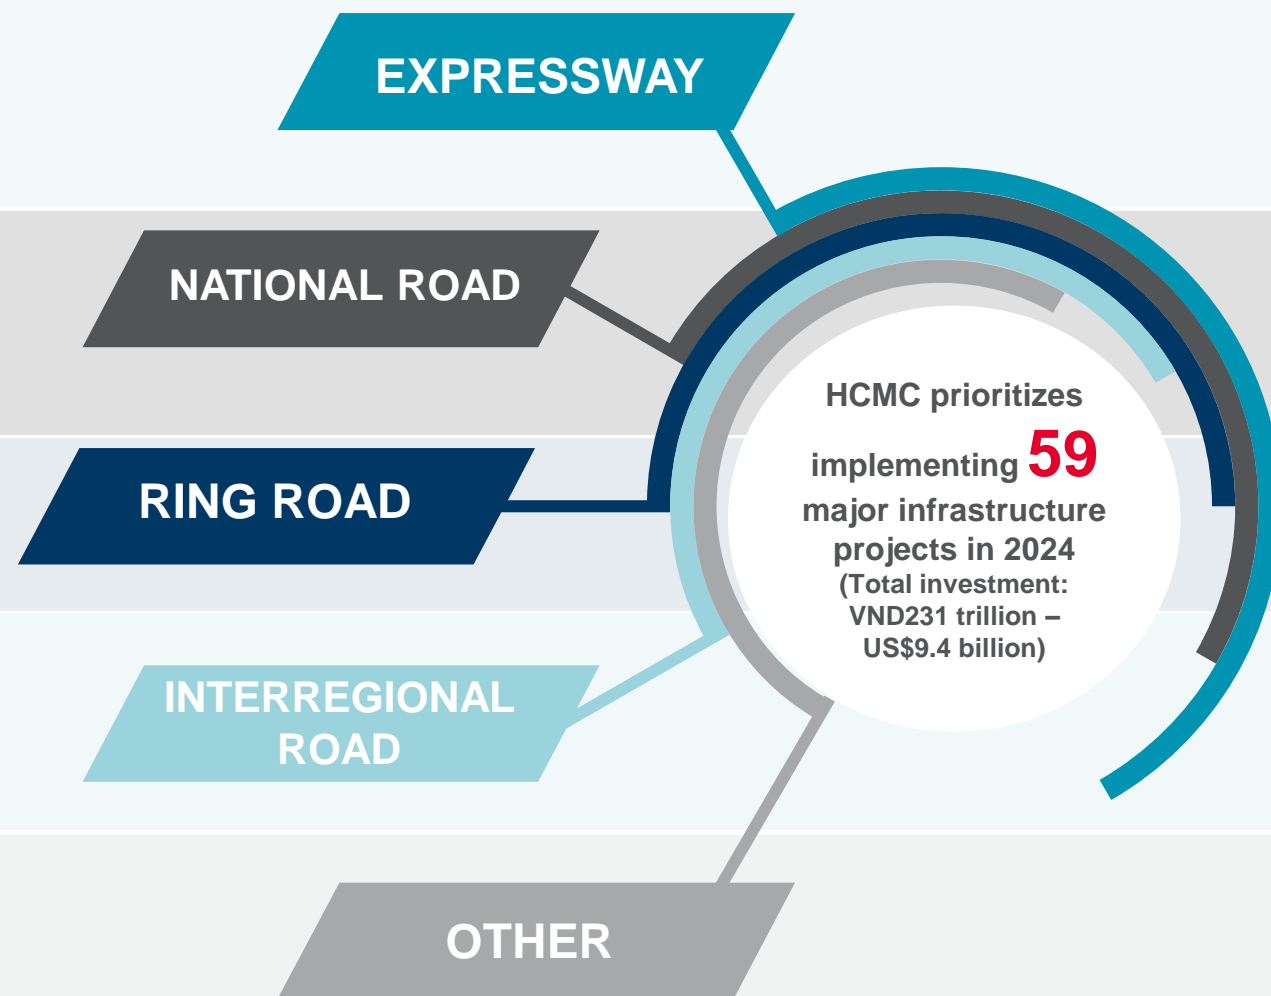 EXPRESSWAY
NATIONAL ROAD
RING ROAD
INTERREGIONAL
ROAD
OTHER
HCMC prioritizes
implementing 59
major infrastructure
projects in 2024
(Total investment:
VND231 trillion –
US$9.4 billion)